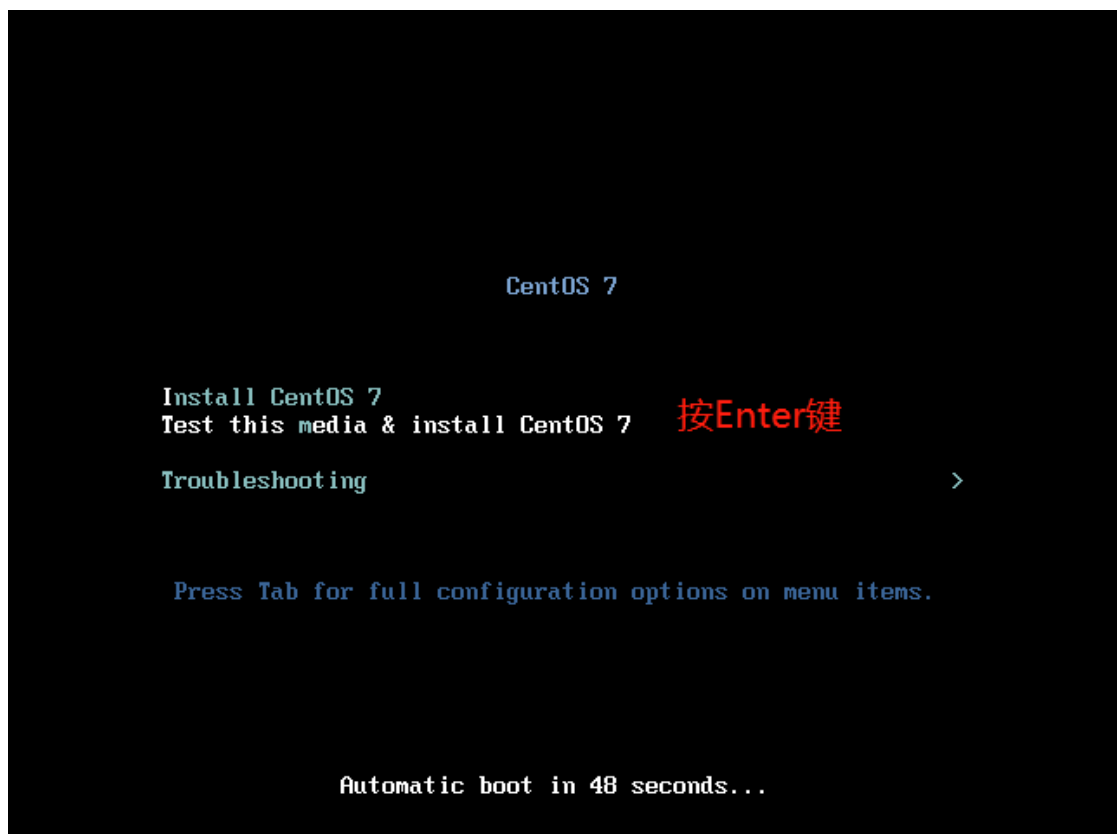 CentOS 7
Install CentOS 7
Test this media & install CentOS 7
按Enter键
Troubleshooting >
Press Tab for full configuration options on menu items.
Automatic boot in 48 seconds...